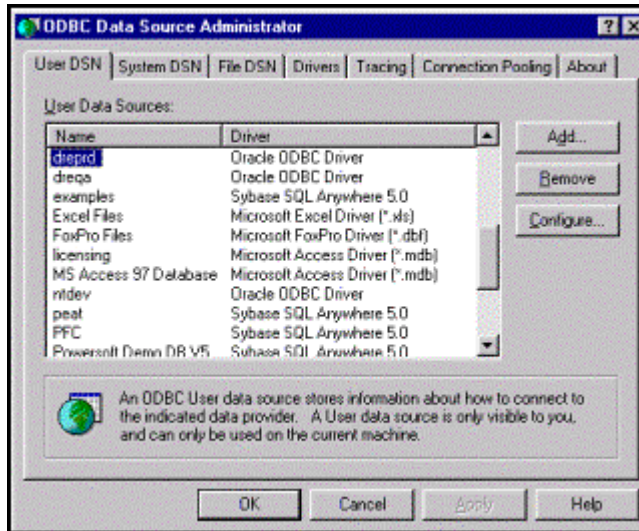 ODBC Data Source Administrator
User DSN System DSN File DSN Drivers Tracing Connection Pooling About
User Data Sources:
Name Driver
dreprd Oracle ODBC Driver
dreqa Oracle ODBC Driver
examples Sybase SQL Anywhere 5.0
Excel Files Microsoft Excel Driver (*.xls)
FoxPro Files Microsoft FoxPro Driver (*.dbf)
licensing Microsoft Access Driver (*.mdb)
MS Access 97 Database Microsoft Access Driver (*.mdb)
ntdev Oracle ODBC Driver
peat Sybase SQL Anywhere 5.0
PFC Sybase SQL Anywhere 5.0
Powersoft Demo DB V5 Sybase SQL Anywhere 5.0
Add...
Remove
Configure...
An ODBC User data source stores information about how to connect to
the indicated data provider. A User data source is only visible to you,
and can only be used on the current machine.
OK Cancel Apply Help